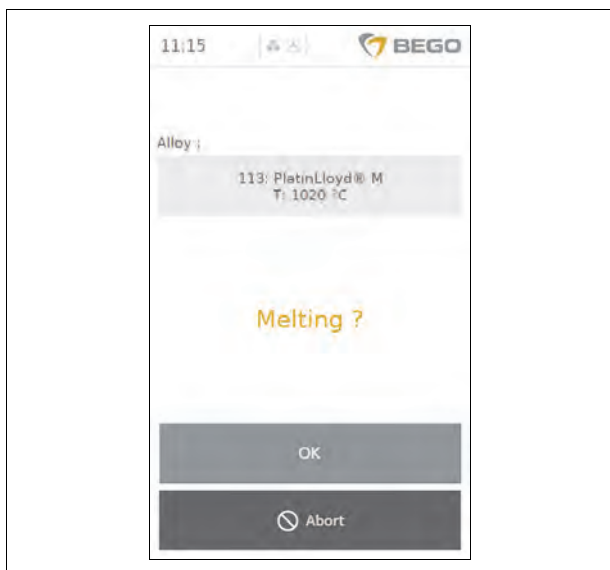 11:15
BEGO
Alloy :
113: PlatinLloyd® M
T: 1020 °C
Melting ?
OK
Abort